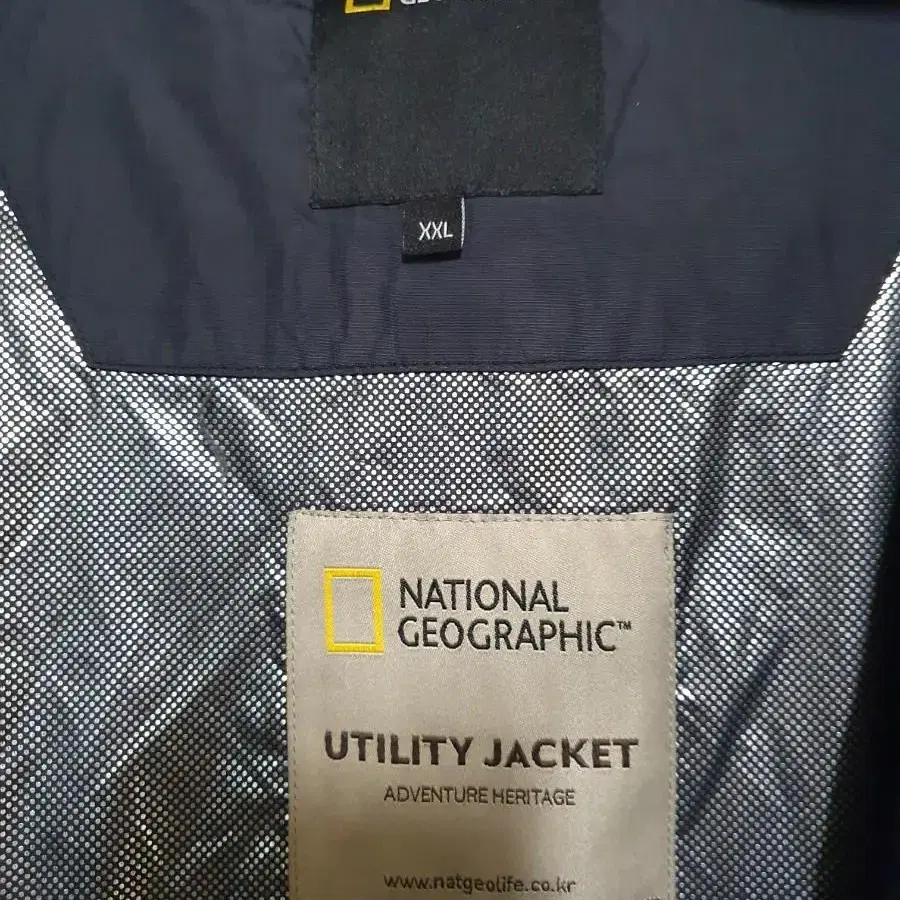 XXL
NATIONAL
GEOGRAPHIC™
UTILITY JACKET
ADVENTURE HERITAGE
www.natgeolife.co.kr